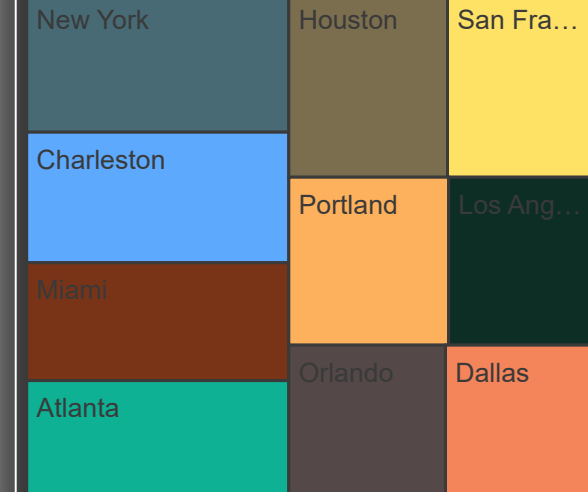 New York
Houston
San Fra…
Charleston
Portland
Los Ang…
Miami
Orlando
Dallas
Atlanta